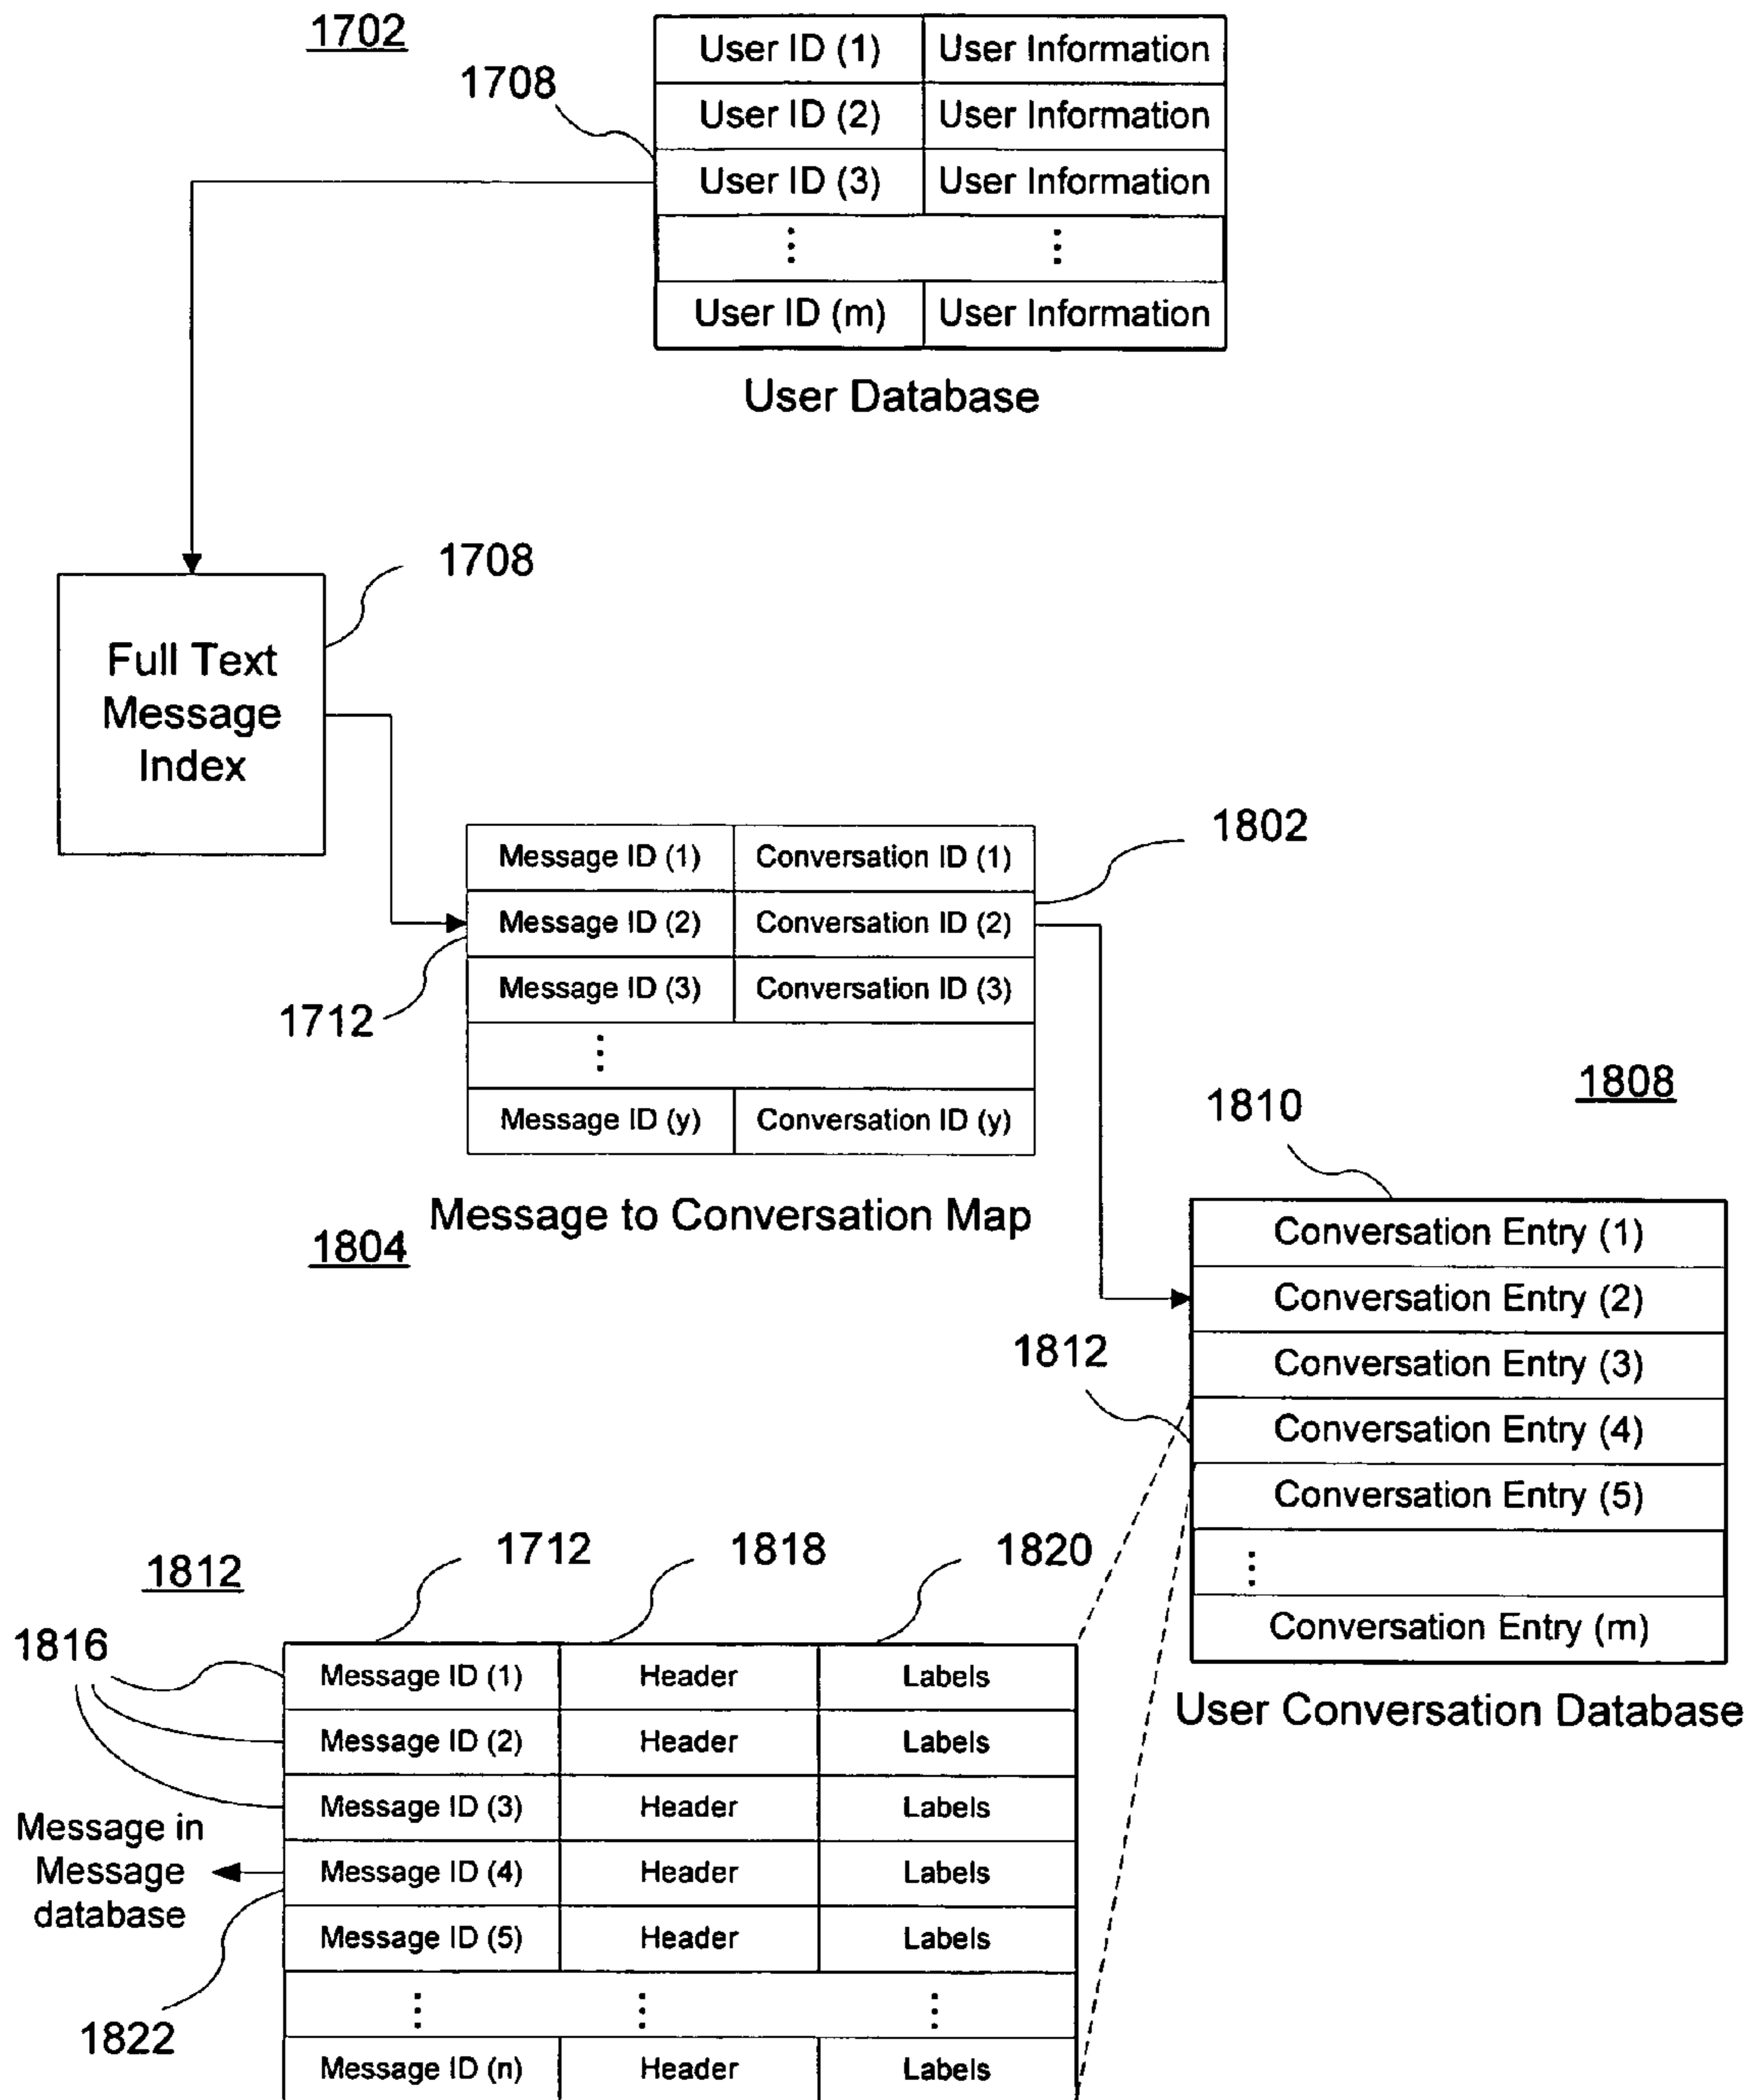 1702
1708
User ID (1) User Information
User ID (2) User Information
User ID (3) User Information
⋮ ⋮
User ID (m) User Information
User Database
1708
Full Text
Message
Index
1802
Message ID (1) Conversation ID (1)
Message ID (2) Conversation ID (2)
Message ID (3) Conversation ID (3)
⋮
Message ID (y) Conversation ID (y)
1712
Message to Conversation Map
1804
1808
1810
Conversation Entry (1)
Conversation Entry (2)
Conversation Entry (3)
Conversation Entry (4)
Conversation Entry (5)
⋮
Conversation Entry (m)
1812
User Conversation Database
1812
1712 1818 1820
1816
Message ID (1) Header Labels
Message ID (2) Header Labels
Message ID (3) Header Labels
Message ID (4) Header Labels
Message ID (5) Header Labels
⋮ ⋮ ⋮
Message ID (n) Header Labels
Message in
Message
database
1822